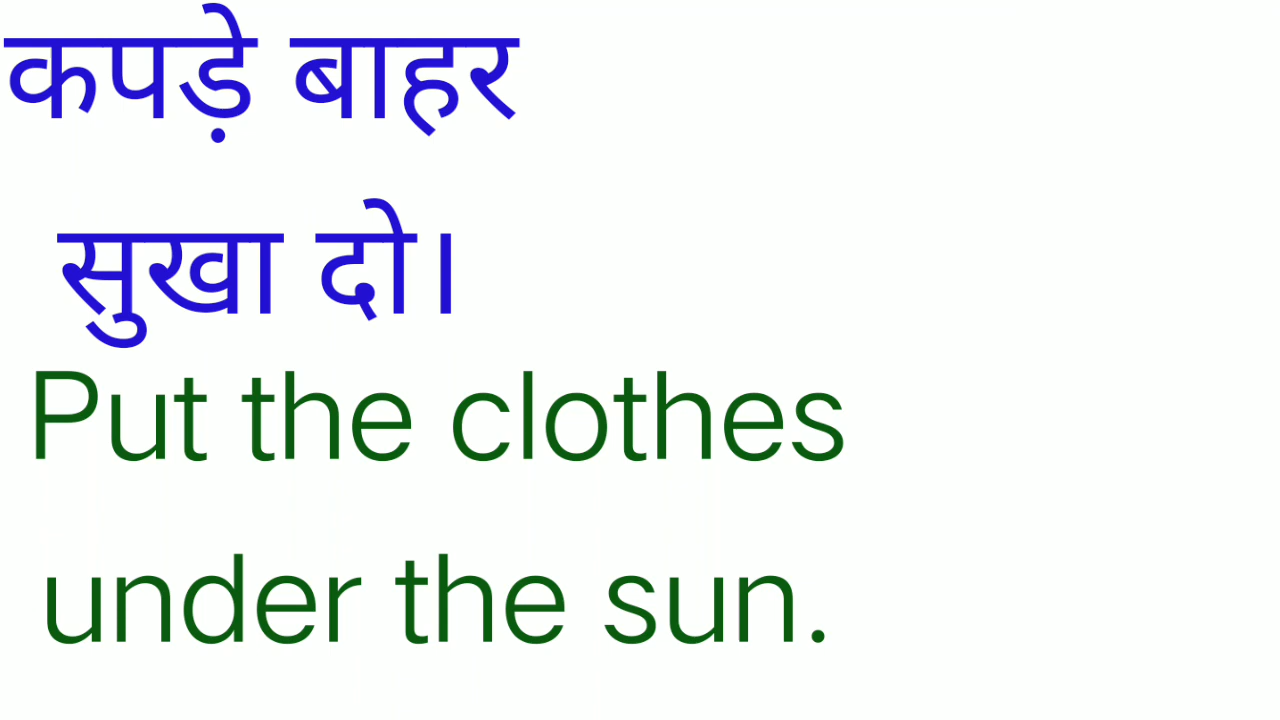 कपड़े बाहर
सुखा दो।
Put the clothes
under the sun.